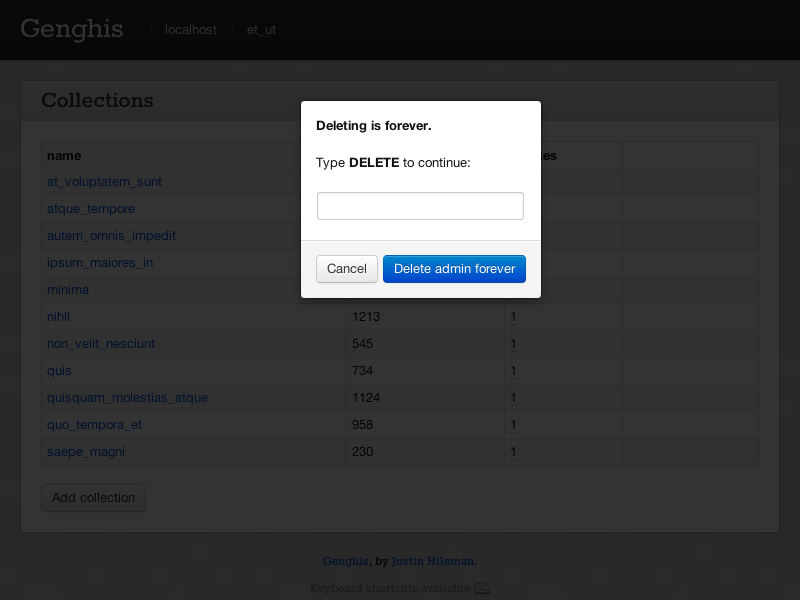 Genghis localhost et_ut
Collections
Deleting is forever.
Type DELETE to continue:
Cancel Delete admin forever
name
at_voluptatem_sunt
atque_tempore
autem_omnis_impedit
ipsum_maiores_in
minima
nihil 1213 1
non_velit_nesciunt 545 1
quis 734 1
quisquam_molestias_atque 1124 1
quo_tempora_et 958 1
saepe_magni 230 1
Add collection
Genghis, by Justin Hileman.
Keyboard shortcuts available